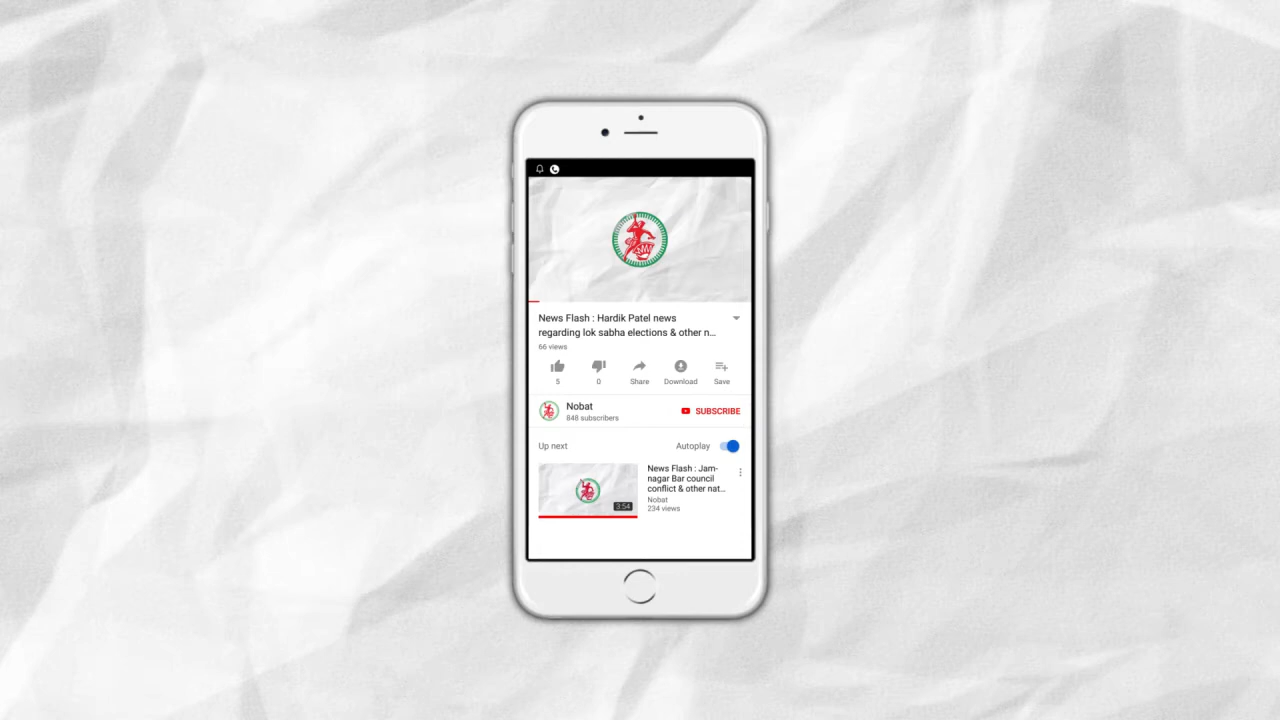 News Flash : Hardik Patel news
regarding lok sabha elections & other n...
66 views
5
0
Share
Download
Save
Nobat
848 subscribers
SUBSCRIBE
Up next
Autoplay
3:54
News Flash : Jam-
nagar Bar council
conflict & other nat...
Nobat
234 views